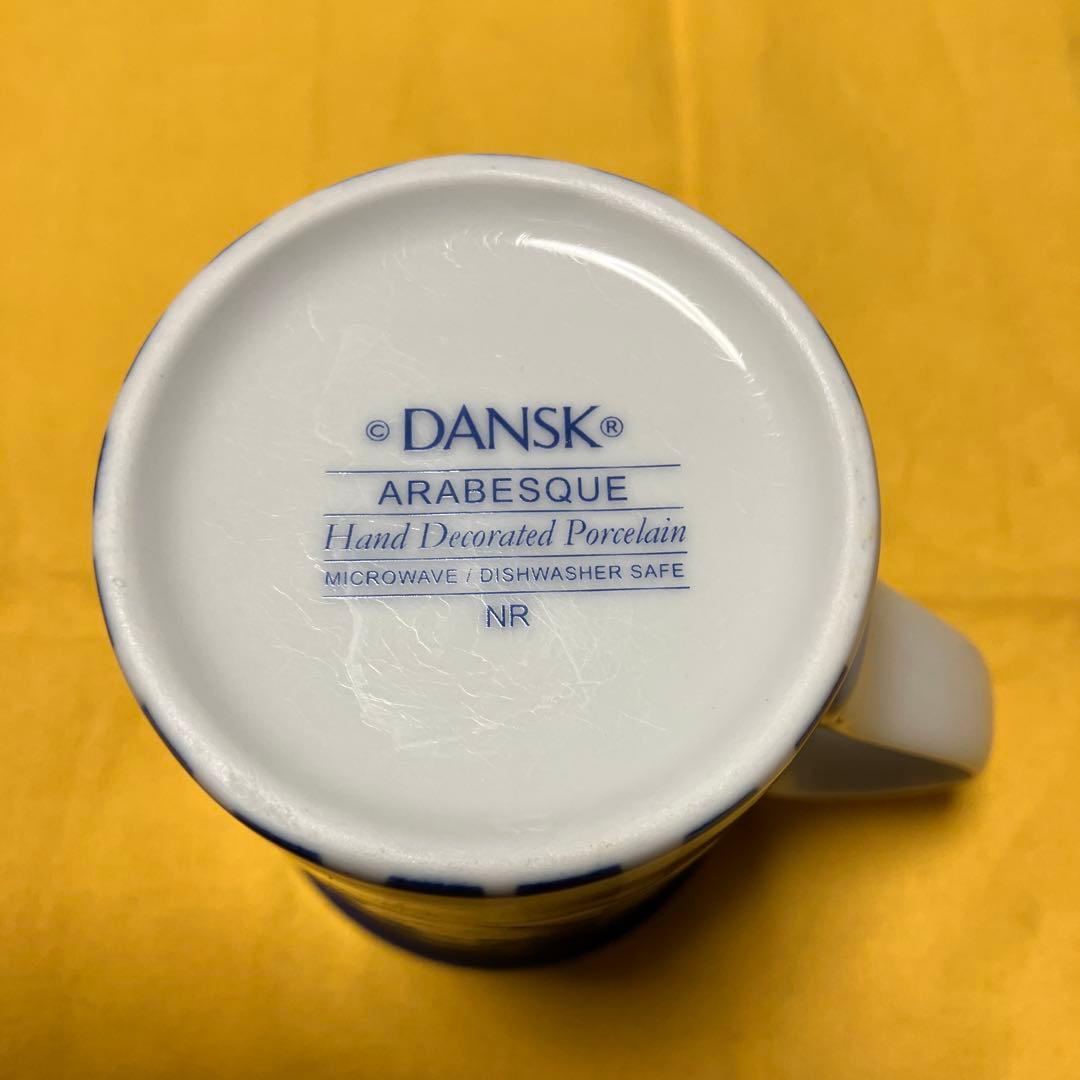 © DANSK®
ARABESQUE
Hand Decorated Porcelain
MICROWAVE / DISHWASHER SAFE
NR